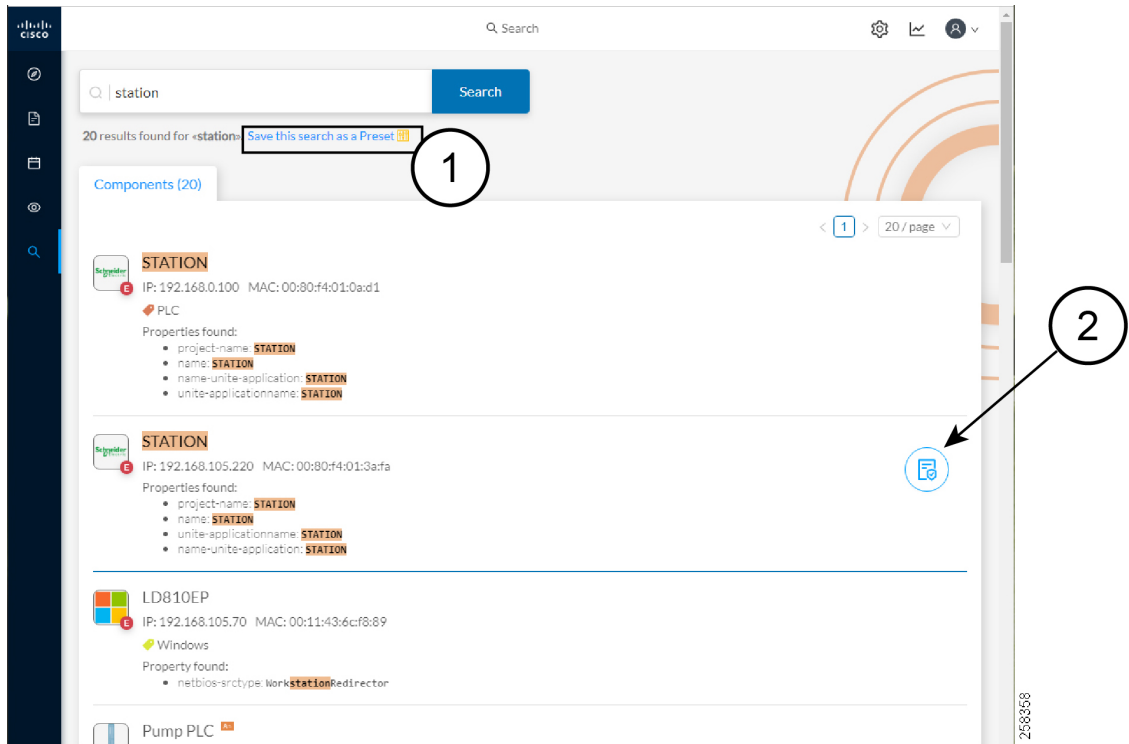 cisco
Search
station
Search
20 results found for «station» Save this search as a Preset
1
Components (20)
< 1 > 20 / page
Schneider
Electric
STATION
E
IP: 192.168.0.100 MAC: 00:80:f4:01:0a:d1
PLC
Properties found:
• project-name: STATION
• name: STATION
• name-unite-application: STATION
• unite-applicationname: STATION
2
Schneider
Electric
STATION
E
IP: 192.168.105.220 MAC: 00:80:f4:01:3a:fa
Properties found:
• project-name: STATION
• name: STATION
• unite-applicationname: STATION
• name-unite-application: STATION
LD810EP
E
IP: 192.168.105.70 MAC: 00:11:43:6c:f8:89
Windows
Property found:
• netbios-srctype: WorkstationRedirector
Pump PLC
258358